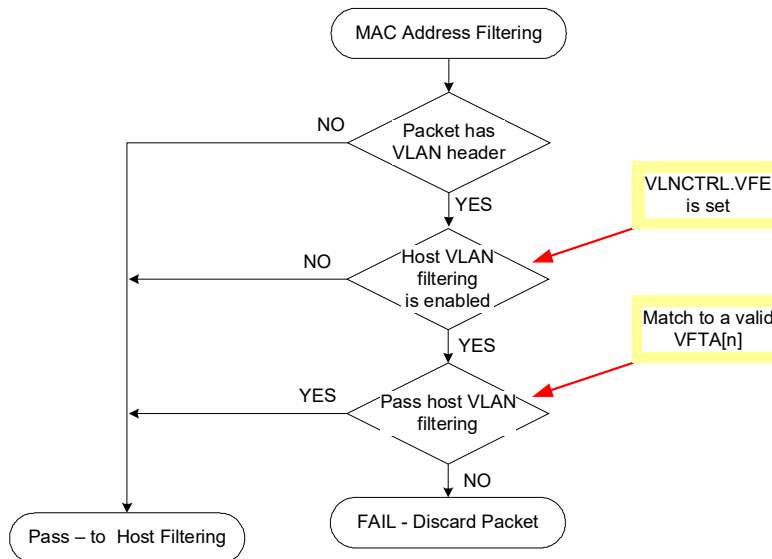 MAC Address Filtering
NO
Packet has
VLAN header
YES
VLNCTRL.VFE
is set
NO
Host VLAN
filtering
is enabled
YES
Match to a valid
VFTA[n]
YES
Pass host VLAN
filtering
NO
Pass – to Host Filtering
FAIL - Discard Packet